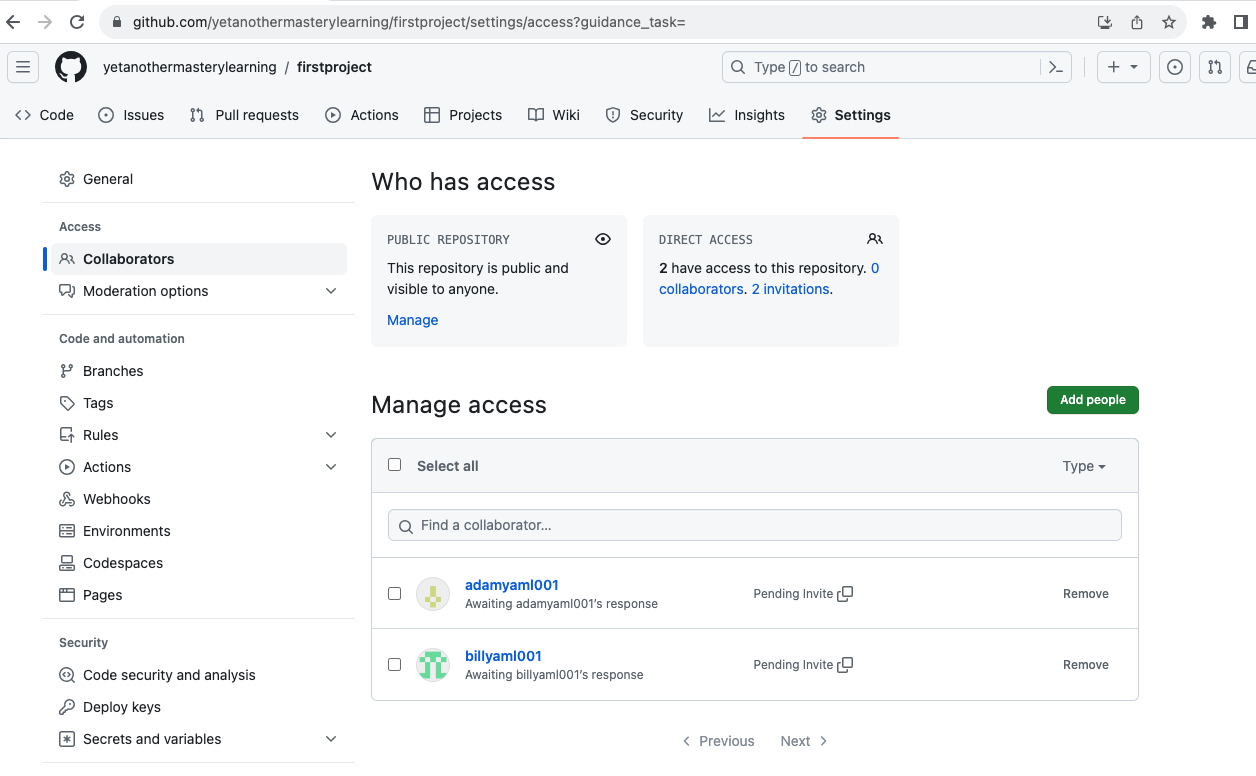 github.com/yetanothermasterylearning/firstproject/settings/access?guidance_task=
yetanothermasterylearning / firstproject
Type / to search
Code Issues Pull requests Actions Projects Wiki Security Insights Settings
General
Access
Collaborators
Moderation options
Code and automation
Branches
Tags
Rules
Actions
Webhooks
Environments
Codespaces
Pages
Security
Code security and analysis
Deploy keys
Secrets and variables
Who has access
PUBLIC REPOSITORY
This repository is public and
visible to anyone.
Manage
DIRECT ACCESS
2 have access to this repository. 0
collaborators. 2 invitations.
Manage access
Add people
Select all
Type
Find a collaborator...
adamyaml001
Awaiting adamyaml001's response
Pending Invite
Remove
billyaml001
Awaiting billyaml001's response
Pending Invite
Remove
Previous Next